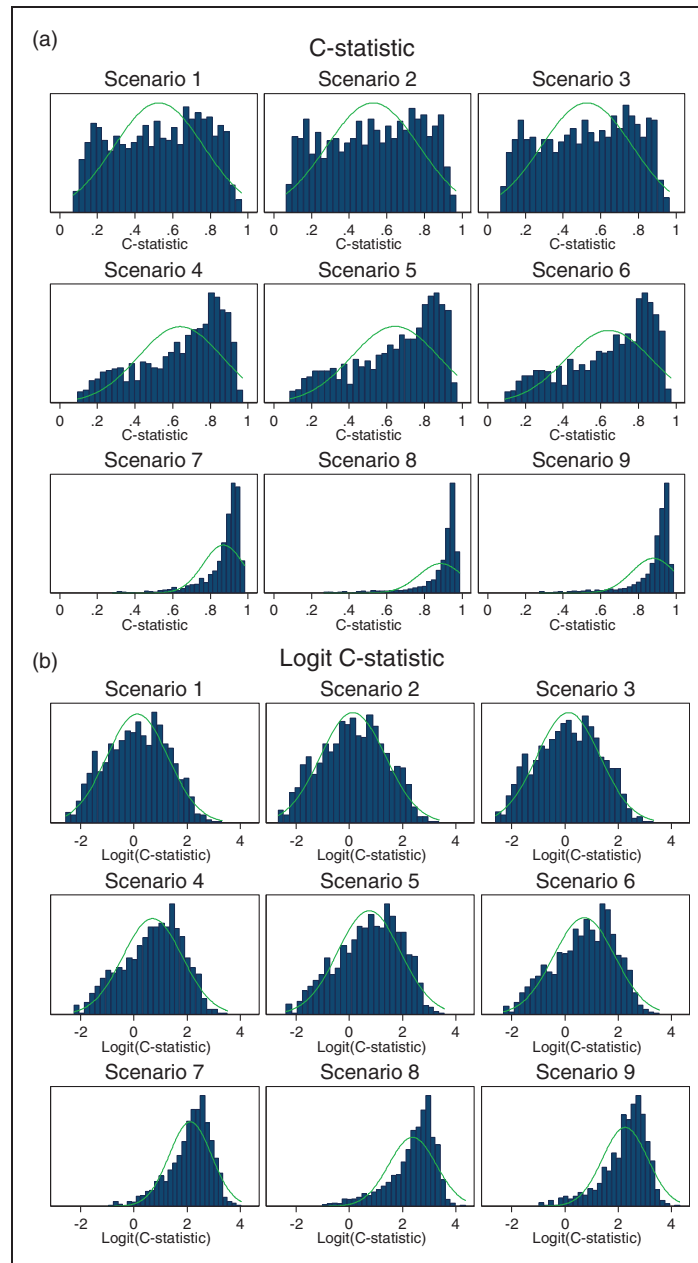 (a)
C-statistic
Scenario 1 Scenario 2 Scenario 3
0 .2 .4 .6 .8 1 0 .2 .4 .6 .8 1 0 .2 .4 .6 .8 1
C-statistic C-statistic C-statistic
Scenario 4 Scenario 5 Scenario 6
0 .2 .4 .6 .8 1 0 .2 .4 .6 .8 1 0 .2 .4 .6 .8 1
C-statistic C-statistic C-statistic
Scenario 7 Scenario 8 Scenario 9
0 .2 .4 .6 .8 1 0 .2 .4 .6 .8 1 0 .2 .4 .6 .8 1
C-statistic C-statistic C-statistic
(b)
Logit C-statistic
Scenario 1 Scenario 2 Scenario 3
-2 0 2 4 -2 0 2 4 -2 0 2 4
Logit(C-statistic) Logit(C-statistic) Logit(C-statistic)
Scenario 4 Scenario 5 Scenario 6
-2 0 2 4 -2 0 2 4 -2 0 2 4
Logit(C-statistic) Logit(C-statistic) Logit(C-statistic)
Scenario 7 Scenario 8 Scenario 9
-2 0 2 4 -2 0 2 4 -2 0 2 4
Logit(C-statistic) Logit(C-statistic) Logit(C-statistic)